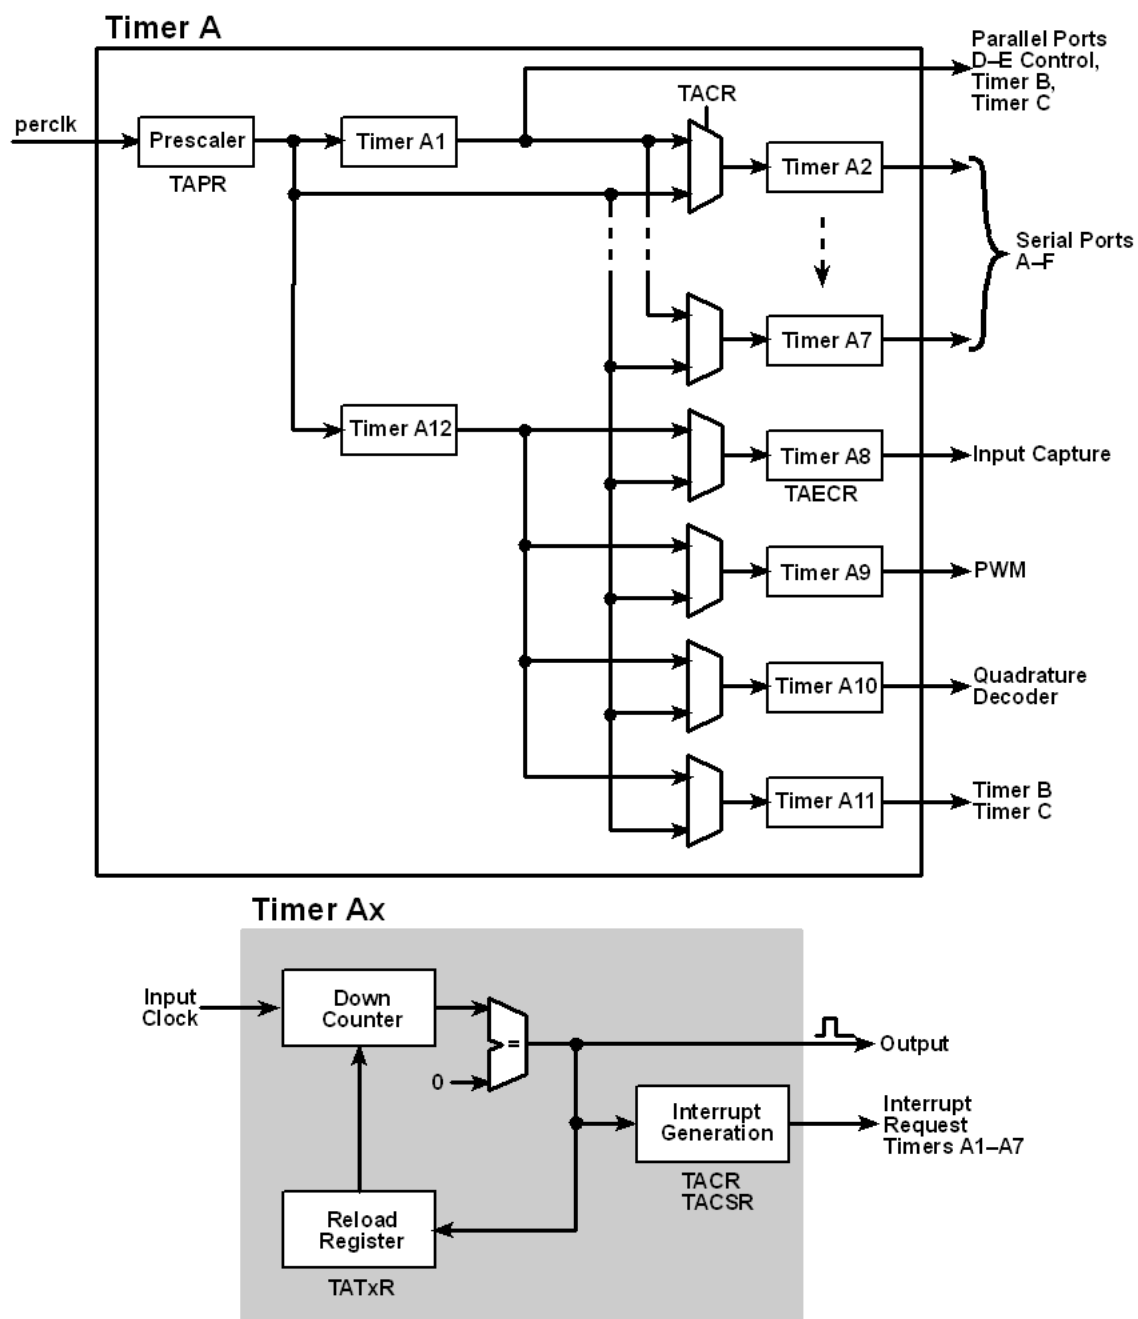 Timer A
Parallel Ports
D–E Control,
Timer B,
Timer C
TACR
perclk
Prescaler
Timer A1
Timer A2
TAPR
Serial Ports
A–F
Timer A7
Timer A12
Timer A8
Input Capture
TAECR
Timer A9
PWM
Timer A10
Quadrature
Decoder
Timer A11
Timer B
Timer C
Timer Ax
Input
Clock
Down
Counter
=
Output
0
Interrupt
Generation
Interrupt
Request
Timers A1–A7
TACR
TACSR
Reload
Register
TATxR